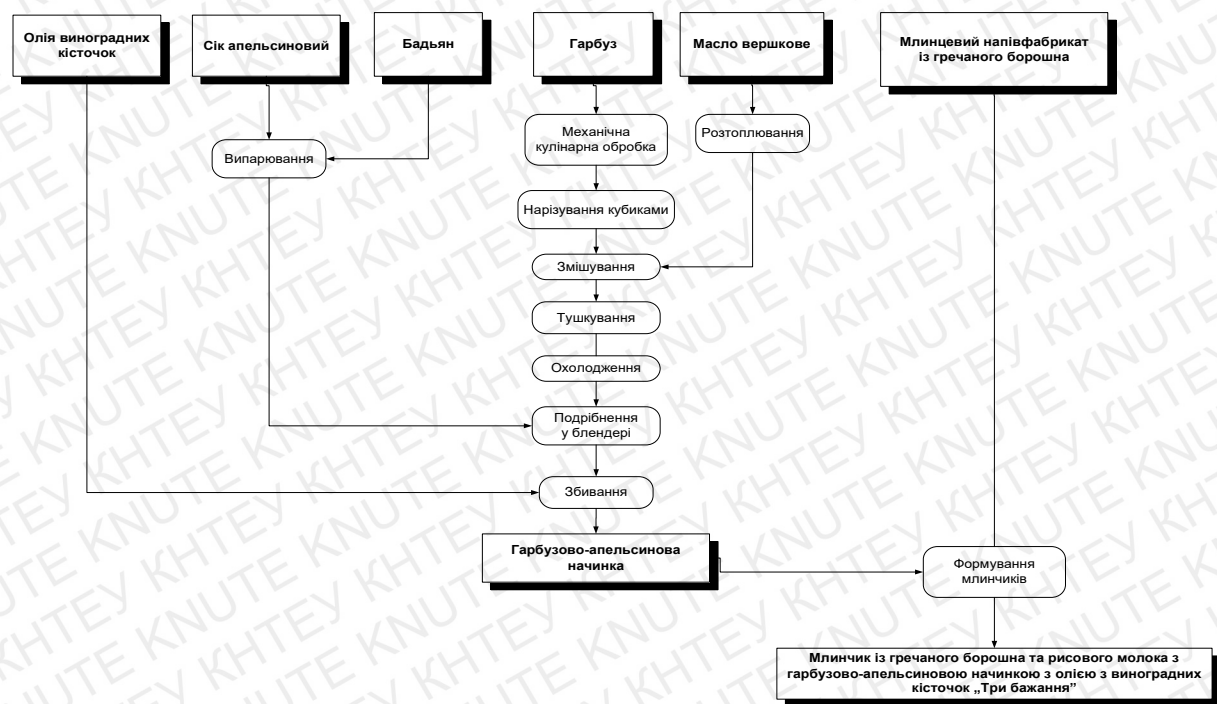 Олія виноградних
кісточок
Сік апельсиновий
Бадьян
Гарбуз
Масло вершкове
Млинцевий напівфабрикат
із гречаного борошна
Механічна
кулінарна обробка
Розтоплювання
Випарювання
Нарізування кубиками
Змішування
Тушкування
Охолодження
Подрібнення
у блендері
Збивання
Гарбузово-апельсинова
начинка
Формування
млинчиків
Млинчик із гречаного борошна та рисового молока з
гарбузово-апельсиновою начинкою з олією з виноградних
кісточок „Три бажання”